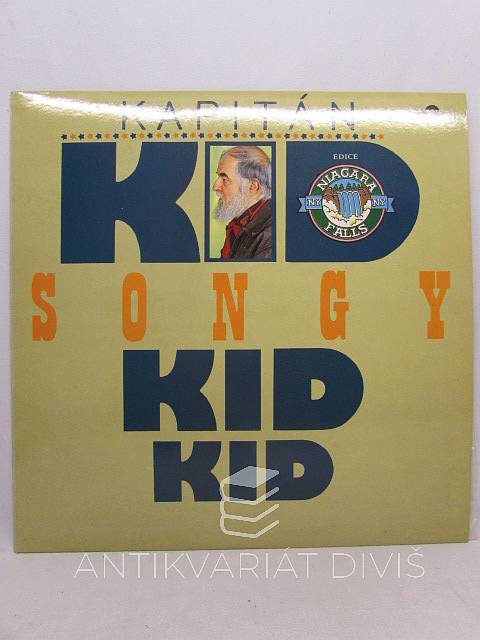 KAPITÁN
KID
EDICE
NIAGARA
NY NY
FALLS
SONGY
KID
KID
ANTIKVARIÁT DIVIŠ